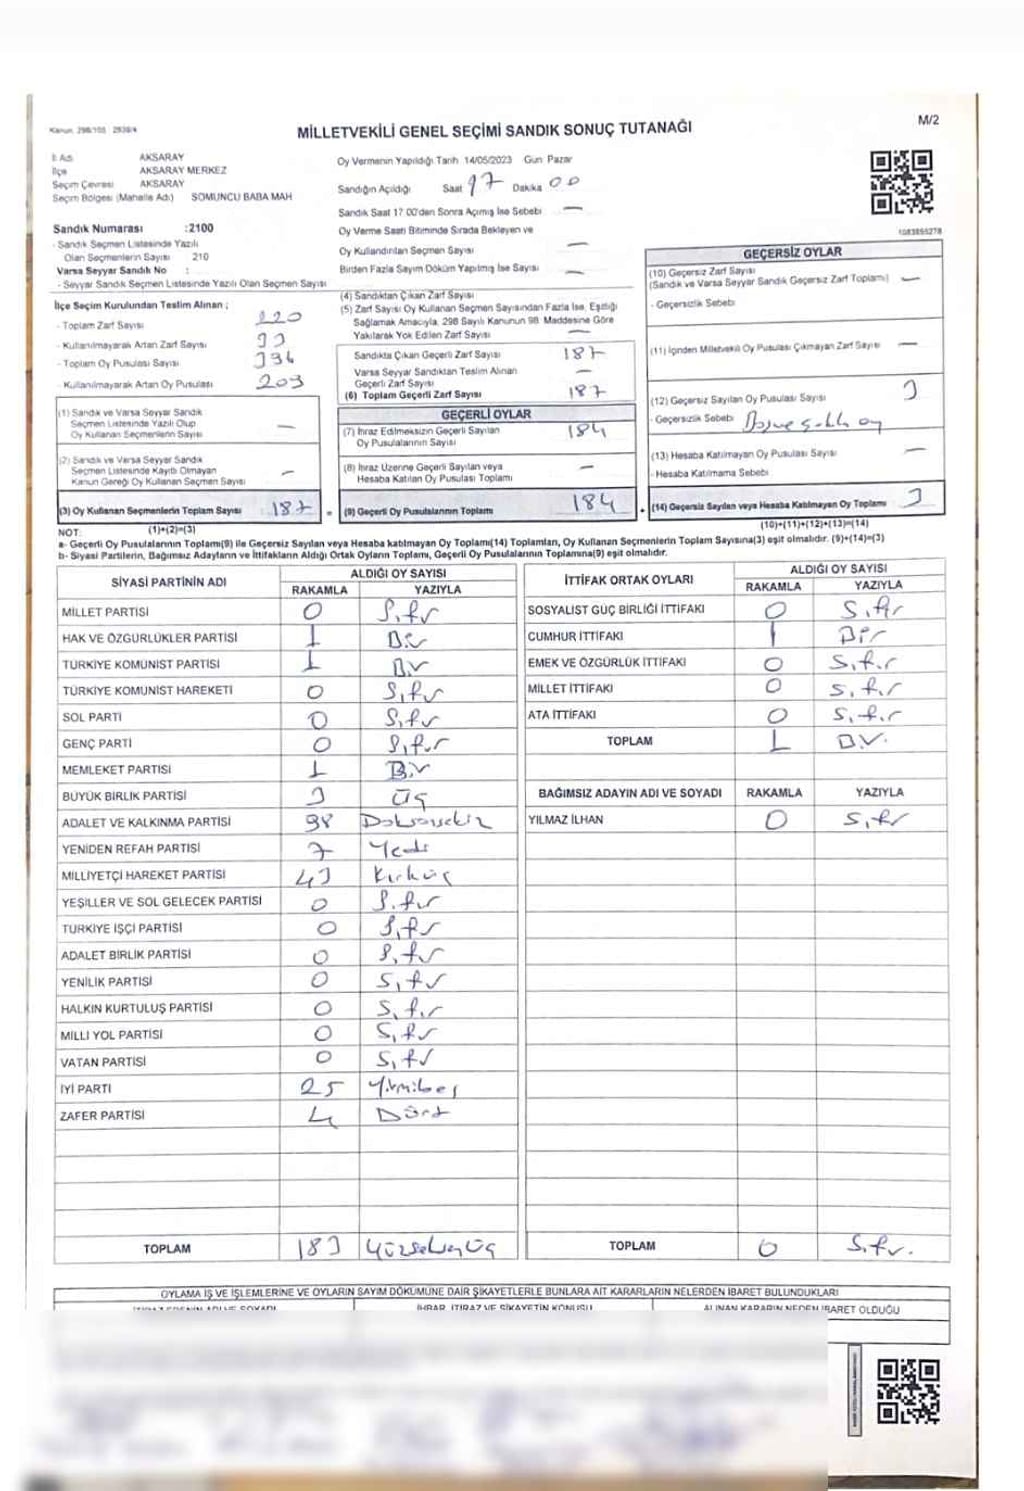 Kanun 298/105 2839/4
MİLLETVEKİLİ GENEL SEÇİMİ SANDIK SONUÇ TUTANAĞI
M/2
İl Adı AKSARAY
İlçe AKSARAY MERKEZ
Seçim Çevresi AKSARAY
Seçim Bölgesi (Mahalle Adı) SOMUNCU BABA MAH
Oy Vermenin Yapıldığı Tarih 14/05/2023 Gün Pazar
Sandığın Açıldığı Saat 17 Dakika 00
Sandık Saat 17 00'den Sonra Açımış İse Sebebi —
Oy Verme Saati Bitiminde Sırada Bekleyen ve
Oy Kullandırılan Seçmen Sayısı —
Birden Fazla Sayım Döküm Yapılmış İse Sayısı —
1083895278
Sandık Numarası :2100
- Sandık Seçmen Listesinde Yazılı
Olan Seçmenlerin Sayısı 210
Varsa Seyyar Sandık No :
- Seyyar Sandık Seçmen Listesinde Yazılı Olan Seçmen Sayısı
İlçe Seçim Kurulundan Teslim Alınan ;
- Toplam Zarf Sayısı 220
- Kullanılmayarak Artan Zarf Sayısı 33
- Toplam Oy Pusulası Sayısı
- Kullanılmayarak Artan Oy Pusulası 203
(1) Sandık ve Varsa Seyyar Sandık
Seçmen Listesinde Yazılı Olup
Oy Kullanan Seçmenlerin Sayısı —
(2) Sandık ve Varsa Seyyar Sandık
Seçmen Listesinde Kayıtlı Olmayan
Kanun Gereği Oy Kullanan Seçmen Sayısı —
(3) Oy Kullanan Seçmenlerin Toplam Sayısı 187
(1)+(2)=(3)
(4) Sandıktan Çıkan Zarf Sayısı
(5) Zarf Sayısı Oy Kullanan Seçmen Sayısından Fazla İse, Eşitliği
Sağlamak Amacıyla, 298 Sayılı Kanunun 98. Maddesine Göre
Yakılarak Yok Edilen Zarf Sayısı —
Sandıkta Çıkan Geçerli Zarf Sayısı 187
Varsa Seyyar Sandıktan Teslim Alınan
Geçerli Zarf Sayısı —
(6) Toplam Geçerli Zarf Sayısı 187
GEÇERLİ OYLAR
(7) İtiraz Edilmeksizin Geçerli Sayılan
Oy Pusulalarının Sayısı 184
(8) İtiraz Üzerine Geçerli Sayılan veya
Hesaba Katılan Oy Pusulası Toplamı —
(9) Geçerli Oy Pusulalarının Toplamı 184
GEÇERSİZ OYLAR
(10) Geçersiz Zarf Sayısı
(Sandık ve Varsa Seyyar Sandık Geçersiz Zarf Toplamı) —
- Geçersizlik Sebebi
(11) İçinden Milletvekili Oy Pusulası Çıkmayan Zarf Sayısı —
(12) Geçersiz Sayılan Oy Pusulası Sayısı 3
- Geçersizlik Sebebi
(13) Hesaba Katılmayan Oy Pusulası Sayısı —
- Hesaba Katılmama Sebebi
(14) Geçersiz Sayılan veya Hesaba Katılmayan Oy Toplamı 3
(10)+(11)+(12)+(13)=(14)
NOT:
a- Geçerli Oy Pusulalarının Toplamı(9) ile Geçersiz Sayılan veya Hesaba katılmayan Oy Toplamı(14) Toplamları, Oy Kullanan Seçmenlerin Toplam Sayısına(3) eşit olmalıdır. (9)+(14)=(3)
b- Siyasi Partilerin, Bağımsız Adayların ve İttifakların Aldığı Ortak Oyların Toplamı, Geçerli Oy Pusulalarının Toplamına(9) eşit olmalıdır.
SİYASİ PARTİNİN ADI ALDIĞI OY SAYISI
RAKAMLA YAZIYLA
MİLLET PARTİSİ 0 Sıfır
HAK VE ÖZGÜRLÜKLER PARTİSİ 1 Bir
TÜRKİYE KOMÜNİST PARTİSİ 1 Bir
TÜRKİYE KOMÜNİST HAREKETİ 0 Sıfır
SOL PARTİ 0 Sıfır
GENÇ PARTİ 0 Sıfır
MEMLEKET PARTİSİ 1 Bir
BÜYÜK BİRLİK PARTİSİ 3 Üç
ADALET VE KALKINMA PARTİSİ 98 Doksansekiz
YENİDEN REFAH PARTİSİ 7 Yedi
MİLLİYETÇİ HAREKET PARTİSİ 43 Kırküç
YEŞİLLER VE SOL GELECEK PARTİSİ 0 Sıfır
TÜRKİYE İŞÇİ PARTİSİ 0 Sıfır
ADALET BİRLİK PARTİSİ 0 Sıfır
YENİLİK PARTİSİ 0 Sıfır
HALKIN KURTULUŞ PARTİSİ 0 Sıfır
MİLLİ YOL PARTİSİ 0 Sıfır
VATAN PARTİSİ 0 Sıfır
İYİ PARTİ 25 Yirmibeş
ZAFER PARTİSİ 4 Dört
TOPLAM 183 Yüzseksenüç
İTTİFAK ORTAK OYLARI ALDIĞI OY SAYISI
RAKAMLA YAZIYLA
SOSYALİST GÜÇ BİRLİĞİ İTTİFAKI 0 Sıfır
CUMHUR İTTİFAKI 1 Bir
EMEK VE ÖZGÜRLÜK İTTİFAKI 0 Sıfır
MİLLET İTTİFAKI 0 Sıfır
ATA İTTİFAKI 0 Sıfır
TOPLAM 1 Bir
BAĞIMSIZ ADAYIN ADI VE SOYADI RAKAMLA YAZIYLA
YILMAZ İLHAN 0 Sıfır
TOPLAM 0 Sıfır
OYLAMA İŞ VE İŞLEMLERİNE VE OYLARIN SAYIM DÖKÜMÜNE DAİR ŞİKAYETLERLE BUNLARA AİT KARARLARIN NELERDEN İBARET BULUNDUKLARI
İHBAR, İTİRAZ VE ŞİKAYETİN KONUSU ALINAN KARARIN NEDEN İBARET OLDUĞU